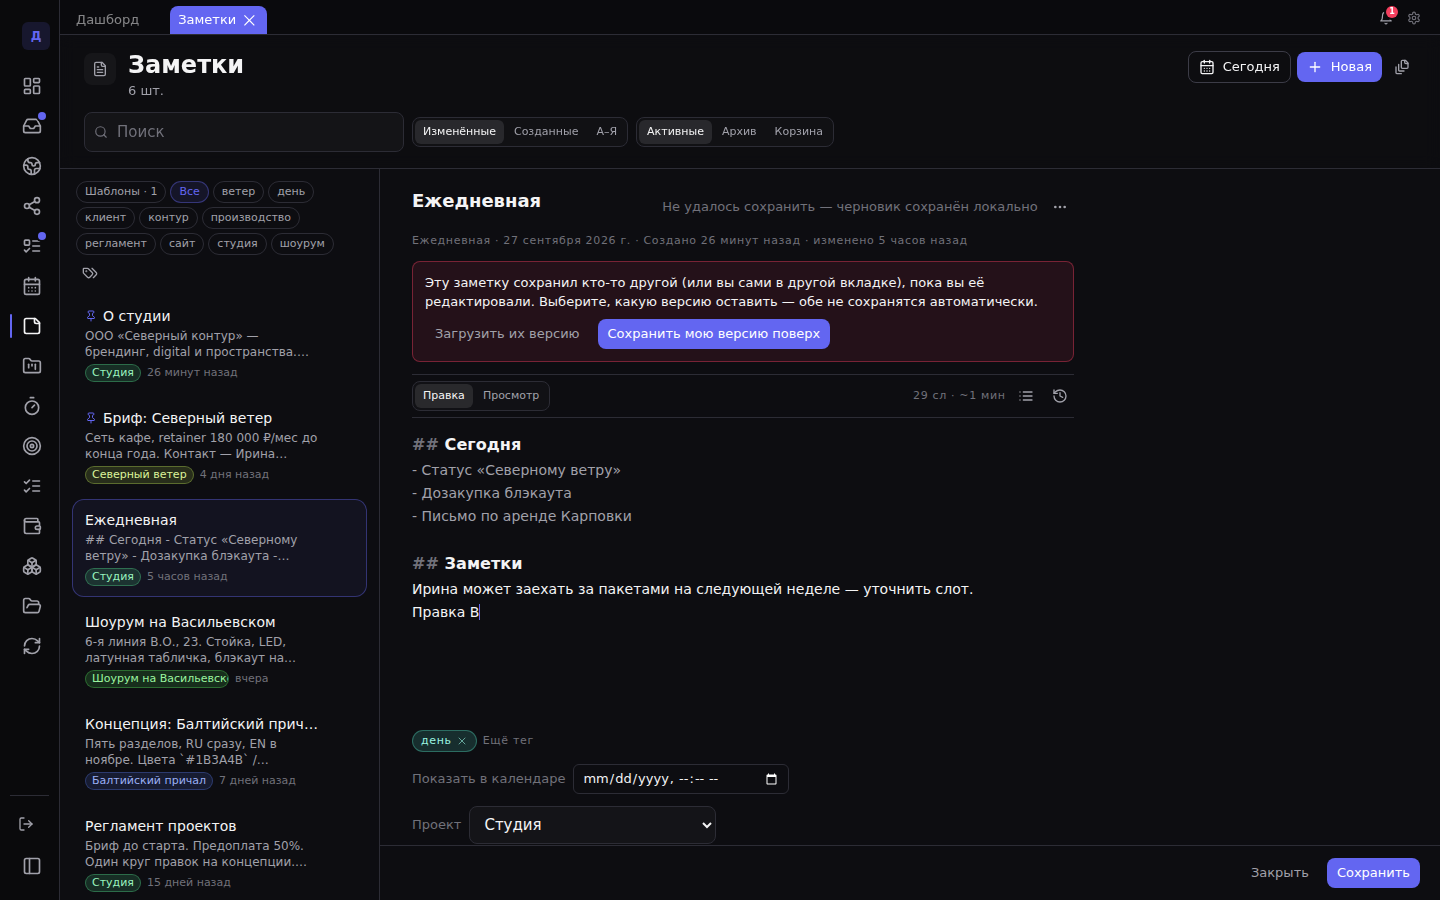 Дашборд
Заметки
1
Д
Заметки
6 шт.
Сегодня
Новая
Поиск
Изменённые Созданные А–Я
Активные Архив Корзина
Шаблоны · 1 Все ветер день
клиент контур производство
регламент сайт студия шоурум
О студии
ООО «Северный контур» —
брендинг, digital и пространства....
Студия 26 минут назад
Бриф: Северный ветер
Сеть кафе, retainer 180 000 ₽/мес до
конца года. Контакт — Ирина...
Северный ветер 4 дня назад
Ежедневная
## Сегодня - Статус «Северному
ветру» - Дозакупка блэкаута -...
Студия 5 часов назад
Шоурум на Васильевском
6-я линия В.О., 23. Стойка, LED,
латунная табличка, блэкаут на...
Шоурум на Васильевск вчера
Концепция: Балтийский прич...
Пять разделов, RU сразу, EN в
ноябре. Цвета `#1B3A4B` /...
Балтийский причал 7 дней назад
Регламент проектов
Бриф до старта. Предоплата 50%.
Один круг правок на концепции....
Студия 15 дней назад
Ежедневная
Не удалось сохранить — черновик сохранён локально
Ежедневная · 27 сентября 2026 г. · Создано 26 минут назад · изменено 5 часов назад
Эту заметку сохранил кто-то другой (или вы сами в другой вкладке), пока вы её
редактировали. Выберите, какую версию оставить — обе не сохранятся автоматически.
Загрузить их версию Сохранить мою версию поверх
Правка Просмотр
29 сл · ~1 мин
## Сегодня
- Статус «Северному ветру»
- Дозакупка блэкаута
- Письмо по аренде Карповки
## Заметки
Ирина может заехать за пакетами на следующей неделе — уточнить слот.
Правка B
день Ещё тег
Показать в календаре mm/dd/yyyy, --:-- --
Проект Студия
Закрыть Сохранить